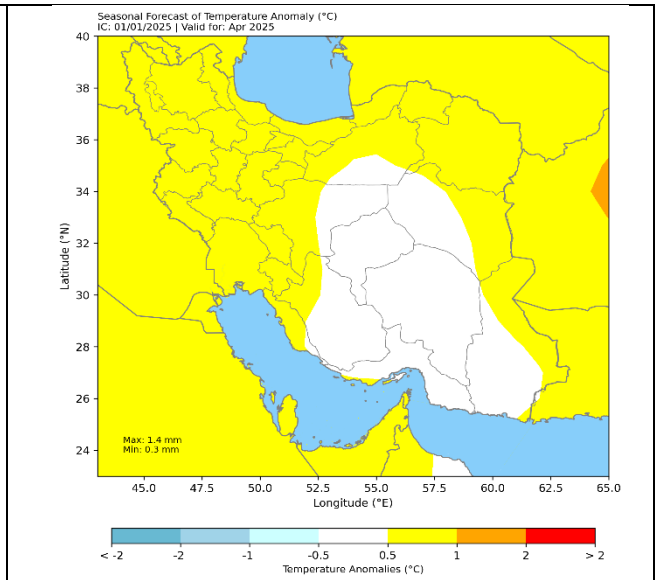 Seasonal Forecast of Temperature Anomaly (°C)
IC: 01/01/2025 | Valid for: Apr 2025
40
38
36
34
32
30
28
26
24
Latitude (°N)
Max: 1.4 mm
Min: 0.3 mm
45.0 47.5 50.0 52.5 55.0 57.5 60.0 62.5 65.0
Longitude (°E)
< -2 -2 -1 -0.5 0.5 1 2 > 2
Temperature Anomalies (°C)